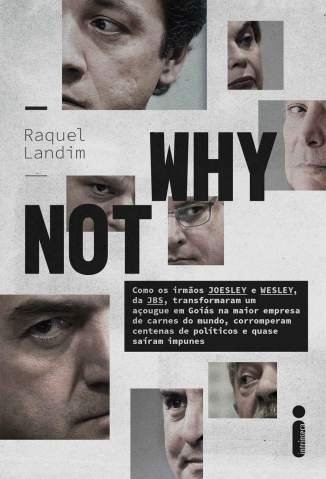 Raquel
Landim
WHY
NOT
Como os irmãos JOESLEY e WESLEY,
da JBS, transformaram um
açougue em Goiás na maior empresa
de carnes do mundo, corromperam
centenas de políticos e quase
saíram impunes
intrínseca